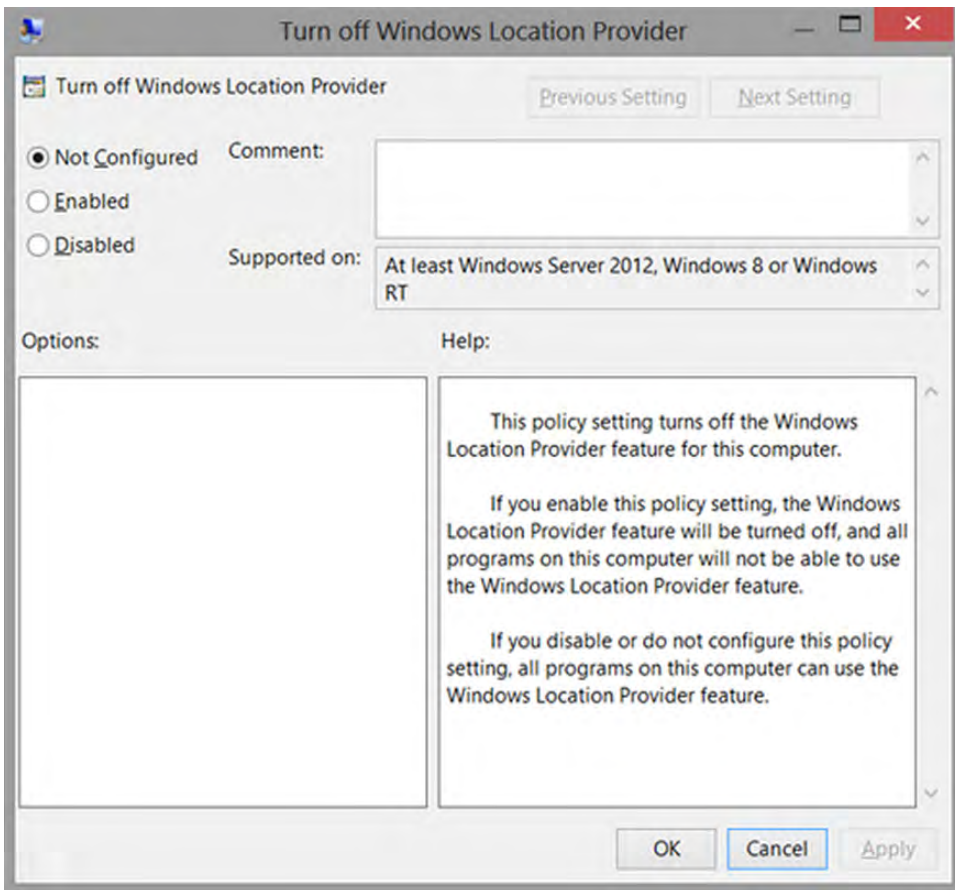 Turn off Windows Location Provider
Turn off Windows Location Provider
Previous Setting
Next Setting
Not Configured
Comment:
Enabled
Disabled
Supported on:
At least Windows Server 2012, Windows 8 or Windows
RT
Options:
Help:
This policy setting turns off the Windows
Location Provider feature for this computer.
If you enable this policy setting, the Windows
Location Provider feature will be turned off, and all
programs on this computer will not be able to use
the Windows Location Provider feature.
If you disable or do not configure this policy
setting, all programs on this computer can use the
Windows Location Provider feature.
OK
Cancel
Apply